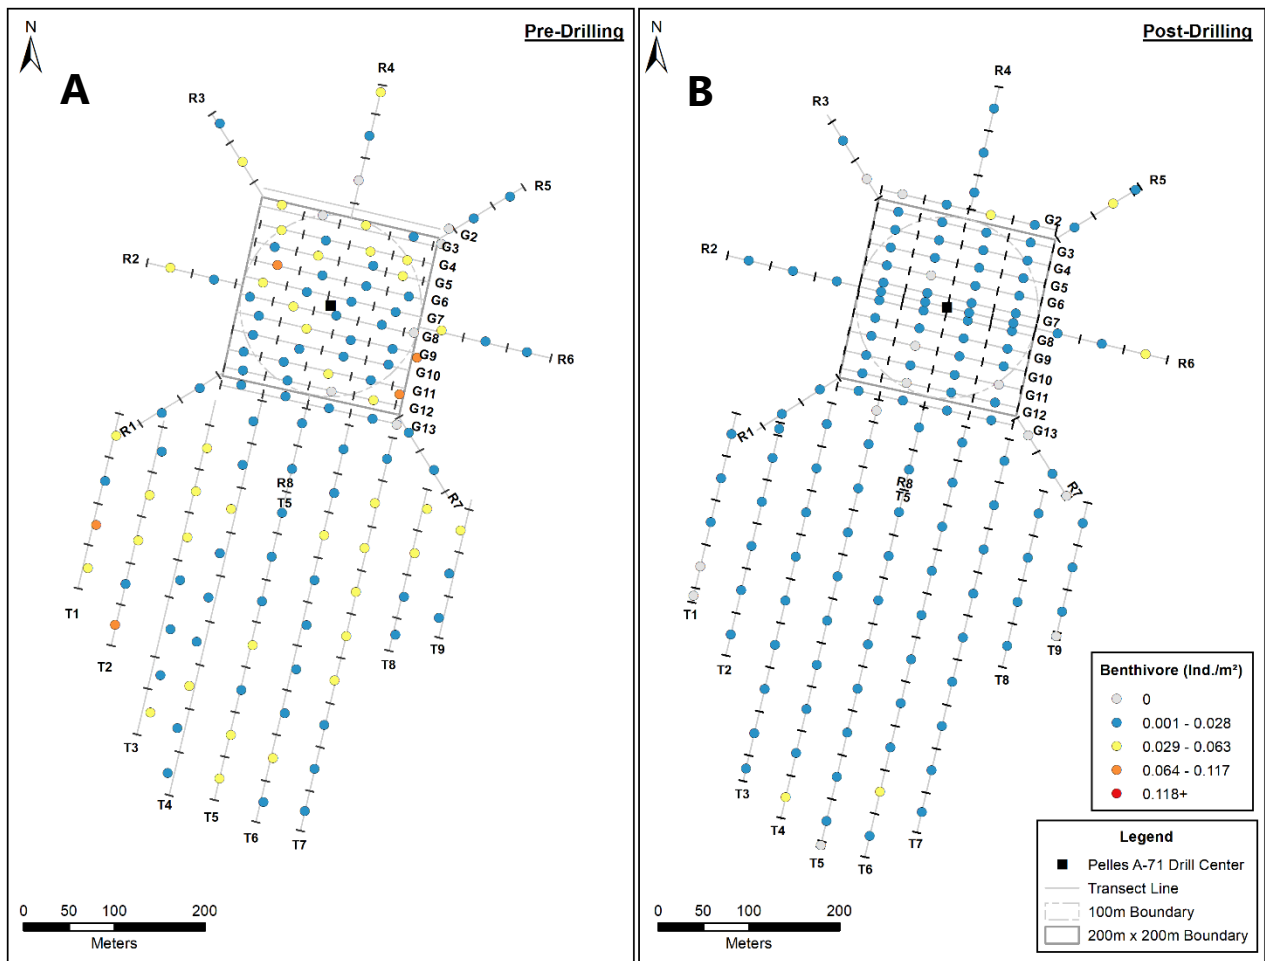 N
Pre-Drilling
A
R4
R3
R5
G2
G3
R2
G4
G5
G6
G7
G8
R6
G9
G10
G11
G12
R1
G13
R8
T5
R7
T1
T2
T8
T9
T3
T4
T5
T6
T7
0 50 100 200
Meters
N
Post-Drilling
B
R4
R3
R5
G2
R2
G3
G4
G5
G6
G7
G8
R6
G9
G10
G11
G12
R1
G13
R8
T5
R7
T1
T2
T9
T8
T3
T4
T5
T6
T7
0 50 100 200
Meters
Benthivore (Ind./m²)
0
0.001 - 0.028
0.029 - 0.063
0.064 - 0.117
0.118+
Legend
Pelles A-71 Drill Center
Transect Line
100m Boundary
200m x 200m Boundary